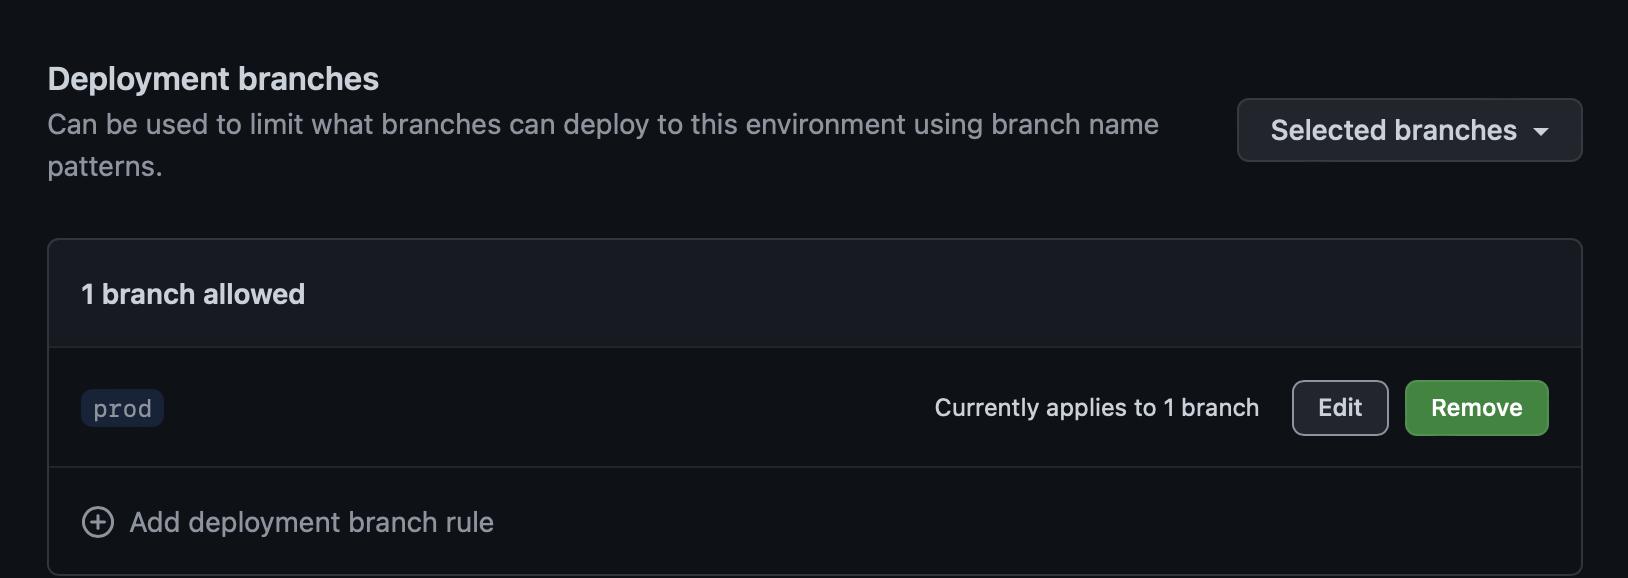 Deployment branches
Can be used to limit what branches can deploy to this environment using branch name
patterns.
Selected branches
1 branch allowed
prod
Currently applies to 1 branch
Edit
Remove
Add deployment branch rule